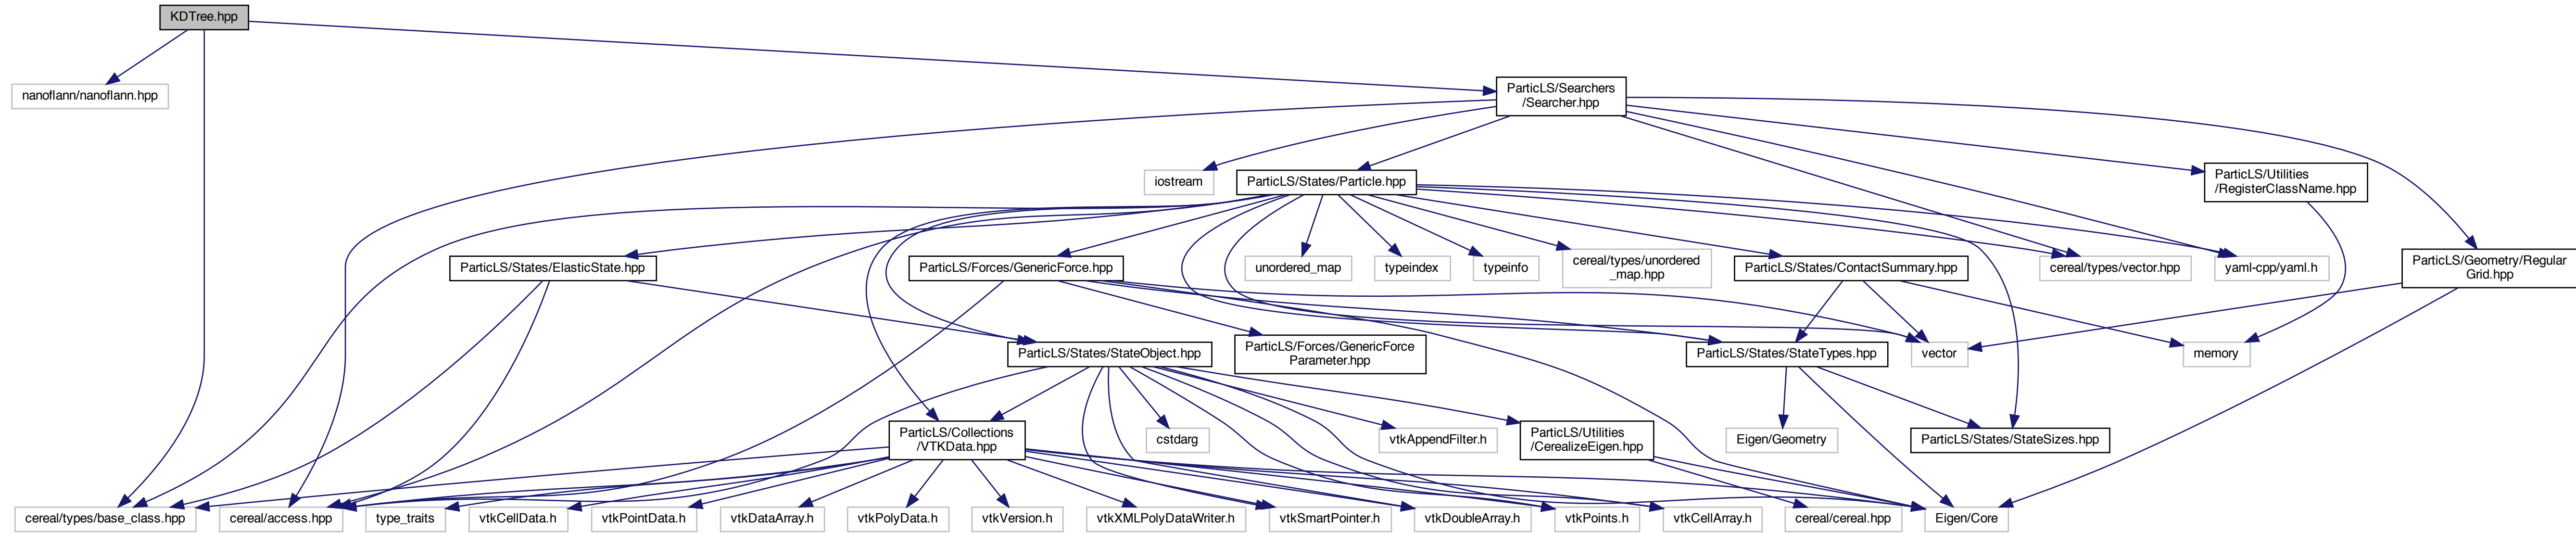 KDTree.hpp
nanoflann/nanoflann.hpp
ParticLS/Searchers
/Searcher.hpp
iostream
ParticLS/States/Particle.hpp
ParticLS/Utilities
/RegisterClassName.hpp
ParticLS/States/ElasticState.hpp
ParticLS/Forces/GenericForce.hpp
unordered_map
typeindex
typeinfo
cereal/types/unordered
_map.hpp
ParticLS/States/ContactSummary.hpp
cereal/types/vector.hpp
yaml-cpp/yaml.h
ParticLS/Geometry/Regular
Grid.hpp
ParticLS/States/StateObject.hpp
ParticLS/Forces/GenericForce
Parameter.hpp
ParticLS/States/StateTypes.hpp
vector
memory
ParticLS/Collections
/VTKData.hpp
cstdarg
vtkAppendFilter.h
ParticLS/Utilities
/CerealizeEigen.hpp
Eigen/Geometry
ParticLS/States/StateSizes.hpp
cereal/types/base_class.hpp
cereal/access.hpp
type_traits
vtkCellData.h
vtkPointData.h
vtkDataArray.h
vtkPolyData.h
vtkVersion.h
vtkXMLPolyDataWriter.h
vtkSmartPointer.h
vtkDoubleArray.h
vtkPoints.h
vtkCellArray.h
cereal/cereal.hpp
Eigen/Core